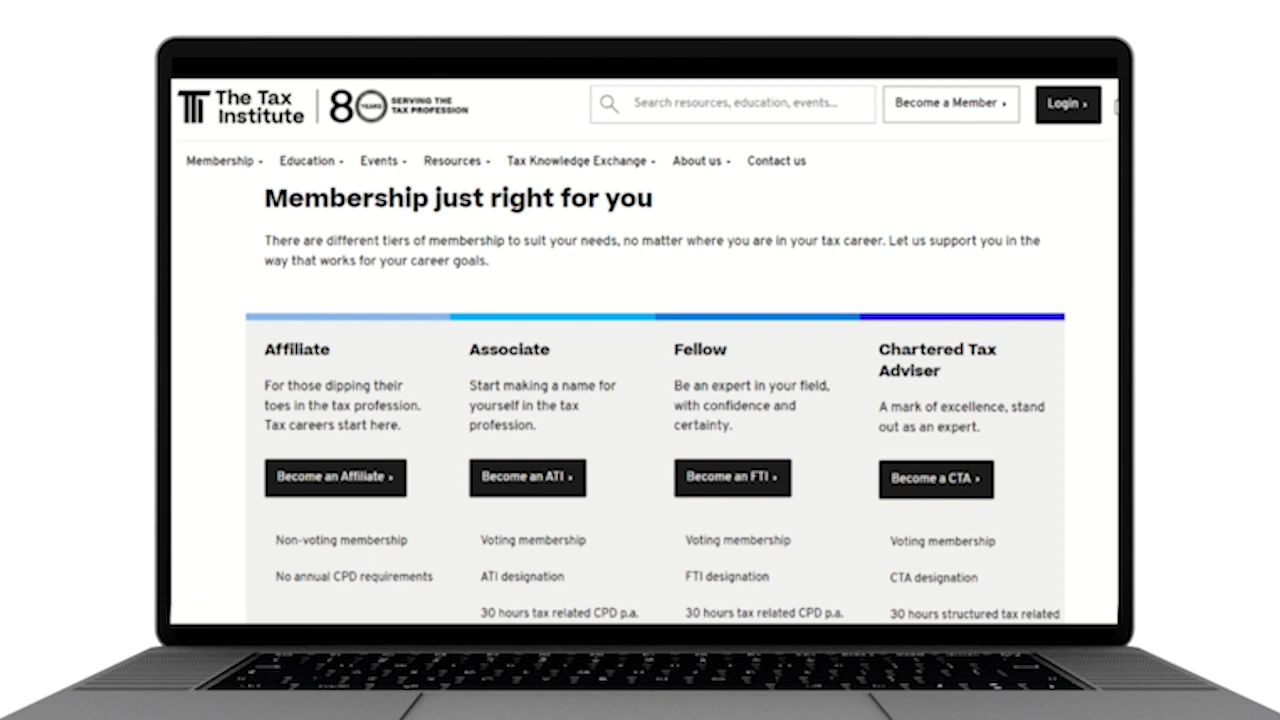 The Tax
Institute
80 YEARS
SERVING THE
TAX PROFESSION
Search resources, education, events...
Become a Member
Login
Membership
Education
Events
Resources
Tax Knowledge Exchange
About us
Contact us
Membership just right for you
There are different tiers of membership to suit your needs, no matter where you are in your tax career. Let us support you in the
way that works for your career goals.
Affiliate
For those dipping their
toes in the tax profession.
Tax careers start here.
Become an Affiliate
Non-voting membership
No annual CPD requirements
Associate
Start making a name for
yourself in the tax
profession.
Become an ATI
Voting membership
ATI designation
30 hours tax related CPD p.a.
Fellow
Be an expert in your field,
with confidence and
certainty.
Become an FTI
Voting membership
FTI designation
30 hours tax related CPD p.a.
Chartered Tax
Adviser
A mark of excellence, stand
out as an expert.
Become a CTA
Voting membership
CTA designation
30 hours structured tax related